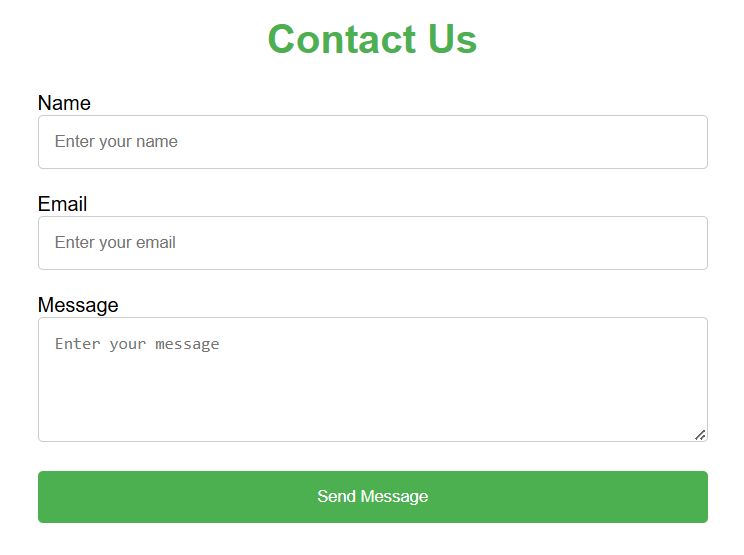 Contact Us
Name
Enter your name
Email
Enter your email
Message
Enter your message
Send Message